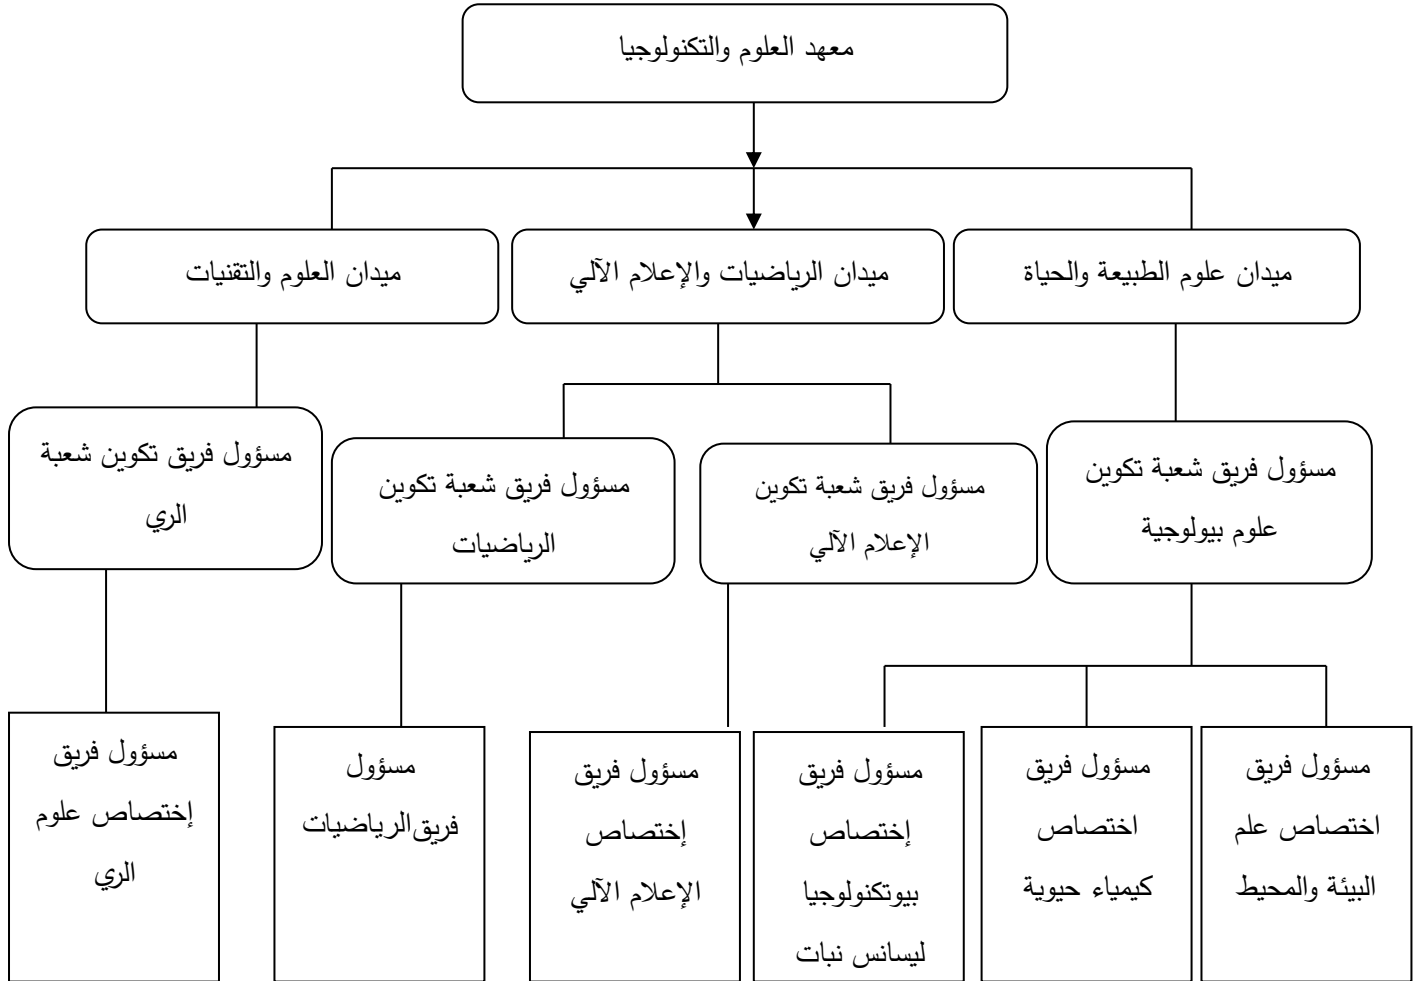 معهد العلوم والتكنولوجيا
ميدان علوم الطبيعة والحياة
ميدان الرياضيات والإعلام الآلي
ميدان العلوم والتقنيات
مسؤول فريق شعبة تكوين
علوم بيولوجية
مسؤول فريق شعبة تكوين
الإعلام الآلي
مسؤول فريق شعبة تكوين
الرياضيات
مسؤول فريق تكوين شعبة
الري
مسؤول فريق
اختصاص علم
البيئة والمحيط
مسؤول فريق
اختصاص
كيمياء حيوية
مسؤول فريق
إختصاص
بيوتكنولوجيا
ليسانس نبات
مسؤول فريق
إختصاص
الإعلام الآلي
مسؤول
فريق الرياضيات
مسؤول فريق
إختصاص علوم
الري